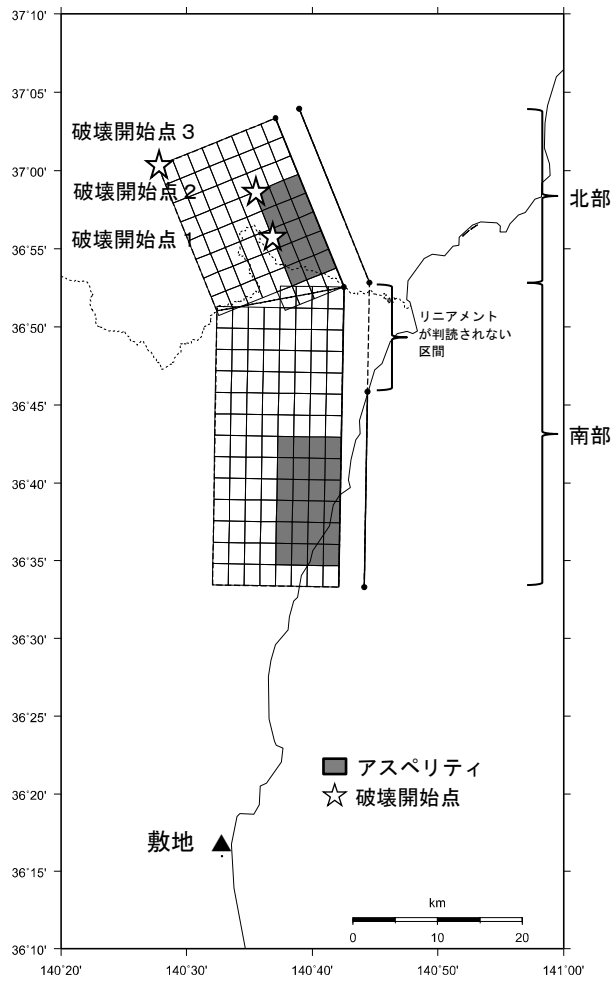 37˚10'
37˚05'
37˚00'
36˚55'
36˚50'
36˚45'
36˚40'
36˚35'
36˚30'
36˚25'
36˚20'
36˚15'
36˚10'
破壊開始点３
破壊開始点２
破壊開始点１
北部
リニアメント
が判読されない
区間
南部
アスペリティ
破壊開始点
敷地
km
0 10 20
140˚20' 140˚30' 140˚40' 140˚50' 141˚00'